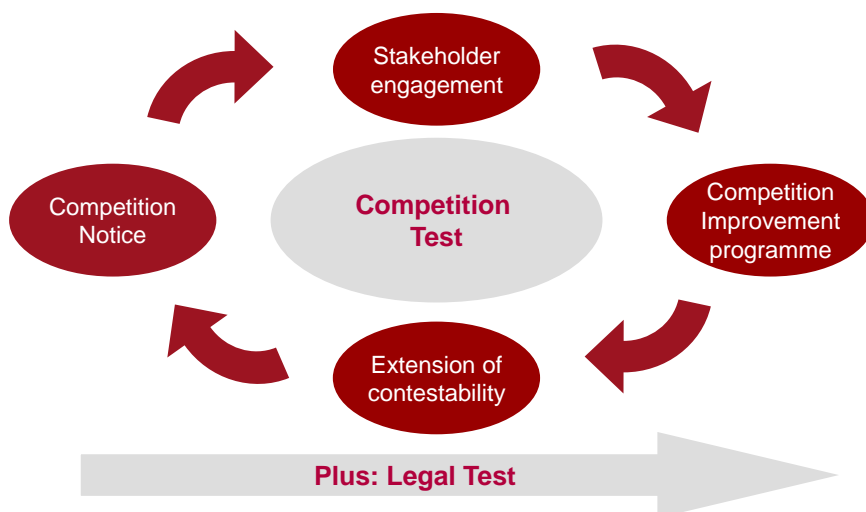 Stakeholder
engagement
Competition
Notice
Competition
Test
Competition
Improvement
programme
Extension of
contestability
Plus: Legal Test